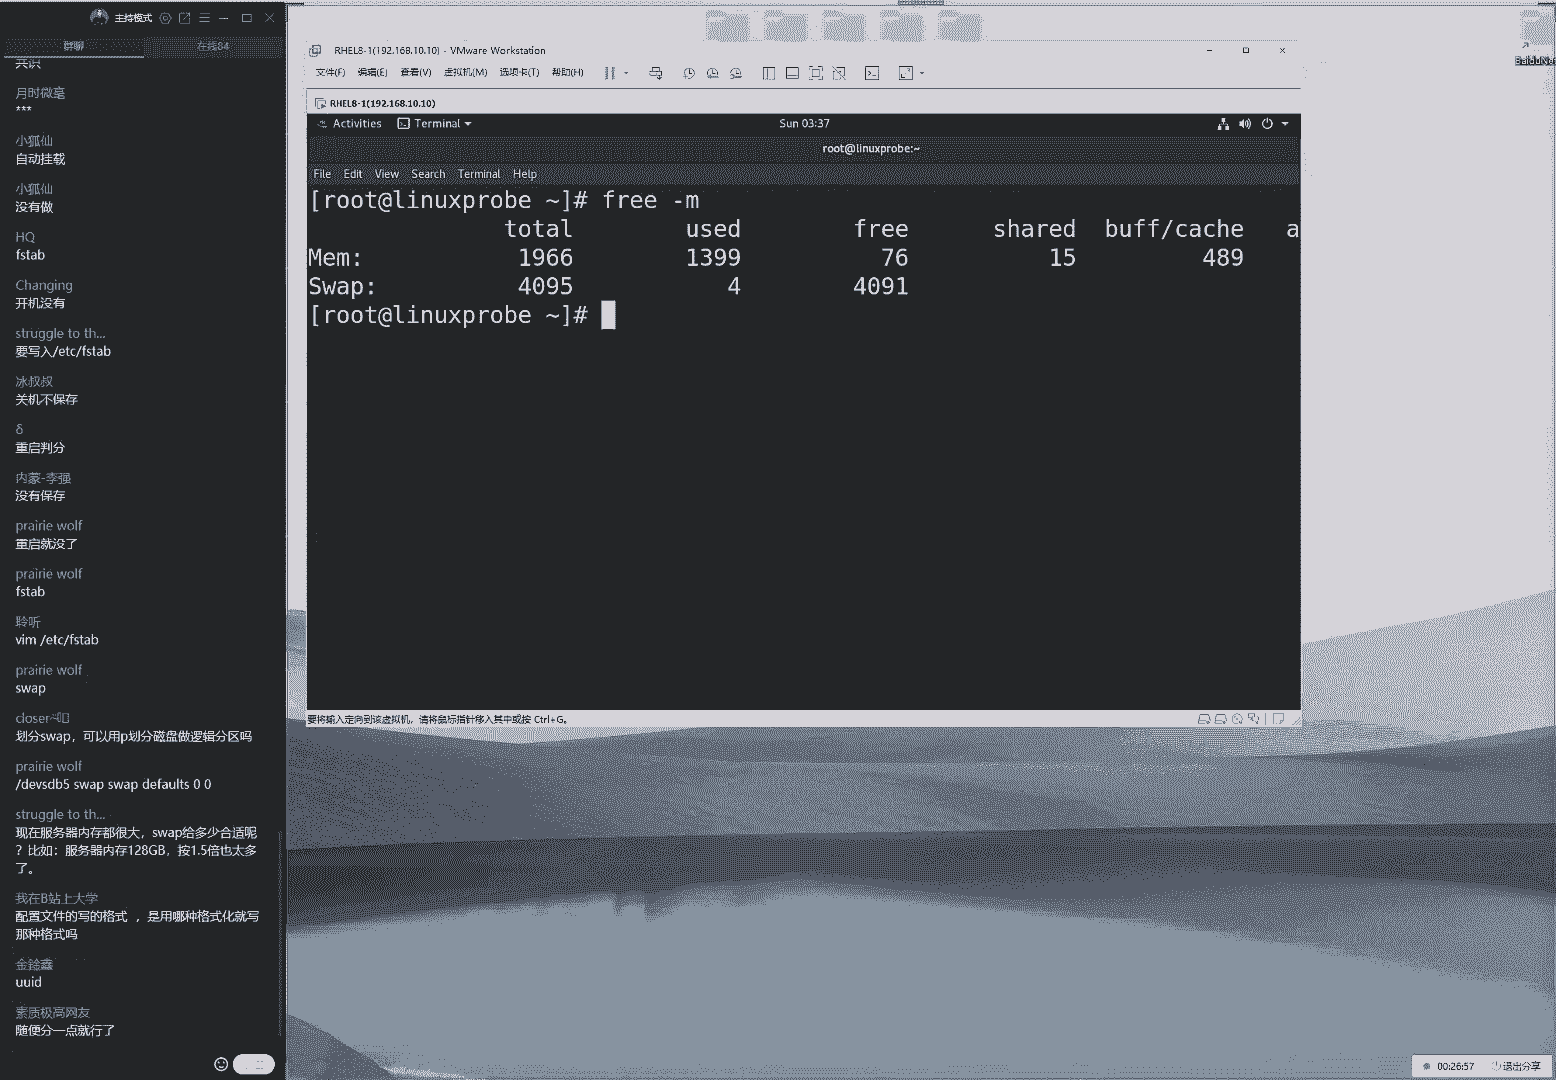 主持模式
群聊
在线84
共识
月时微毫
***
小狐仙
自动挂载
小狐仙
没有做
HQ
fstab
Changing
开机没有
struggle to th...
要写入/etc/fstab
冰叔叔
关机不保存
δ
重启判分
内蒙-李强
没有保存
prairie wolf
重启就没了
prairie wolf
fstab
聆听
vim /etc/fstab
prairie wolf
swap
closer
划分swap，可以用p划分磁盘做逻辑分区吗
prairie wolf
/devsdb5 swap swap defaults 0 0
struggle to th...
现在服务器内存都很大，swap给多少合适呢
？比如：服务器内存128GB，按1.5倍也太多
了。
我在B站上大学
配置文件的写的格式 ，是用哪种格式化就写
那种格式吗
uuid
素质极高网友
随便分一点就行了
RHEL8-1(192.168.10.10) - VMware Workstation
文件(F) 编辑(E) 查看(V) 虚拟机(M) 选项卡(T) 帮助(H)
RHEL8-1(192.168.10.10)
Activities Terminal Sun 03:37
root@linuxprobe:~
File Edit View Search Terminal Help
[root@linuxprobe ~]# free -m
total used free shared buff/cache a
Mem: 1966 1399 76 15 489
Swap: 4095 4 4091
[root@linuxprobe ~]#
要将输入定向到该虚拟机，请将鼠标指针移入其中或按 Ctrl+G。
BaiduNe
00:26:57 退出分享